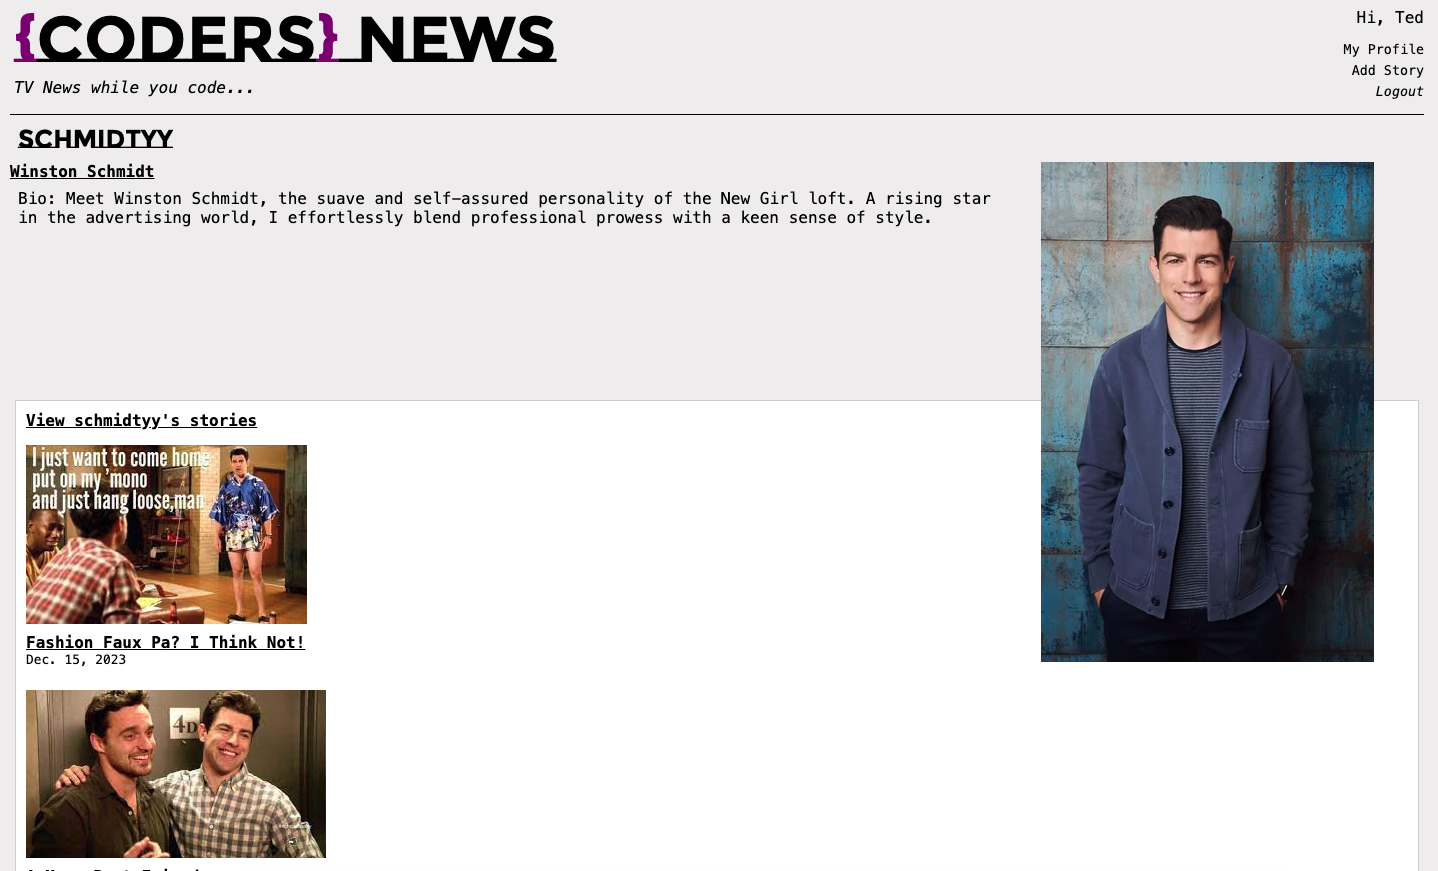 {CODERS} NEWS
TV News while you code...
Hi, Ted
My Profile
Add Story
Logout
SCHMIDTYY
Winston Schmidt
Bio: Meet Winston Schmidt, the suave and self-assured personality of the New Girl loft. A rising star
in the advertising world, I effortlessly blend professional prowess with a keen sense of style.
View schmidtyy's stories
I just want to come home
put on my 'mono
and just hang loose,man
Fashion Faux Pa? I Think Not!
Dec. 15, 2023
4D